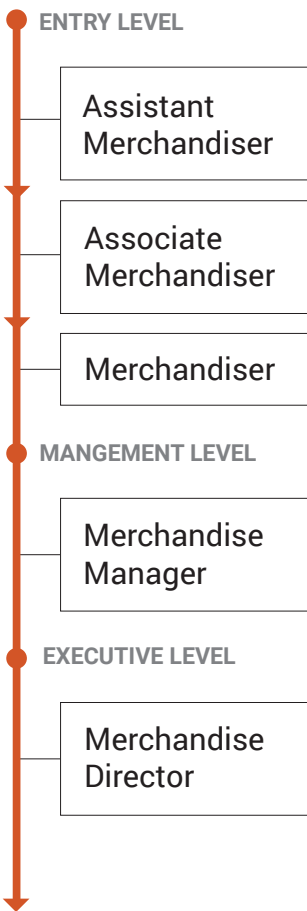 ENTRY LEVEL
Assistant
Merchandiser
Associate
Merchandiser
Merchandiser
MANGEMENT LEVEL
Merchandise
Manager
EXECUTIVE LEVEL
Merchandise
Director